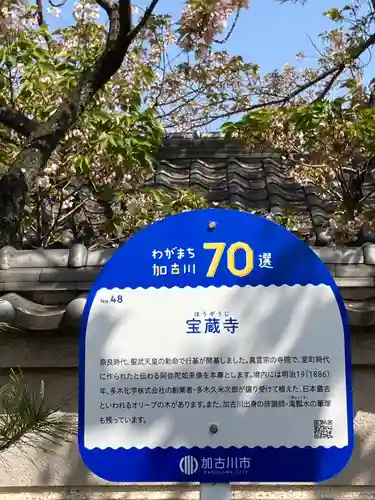 わがまち
加古川
70選
No.48
ほうぞうじ
宝蔵寺
奈良時代、聖武天皇の勅命で行基が開基しました。真言宗の寺院で、室町時代
に作られたと伝わる阿弥陀如来像を本尊とします。境内には明治19(1886)
年、多木化学株式会社の創業者・多木久米次郎が譲り受けて植えた、日本最古
といわれるオリーブの木があります。また、加古川出身の俳諧師・滝瓢水の筆塚
も残っています。
加古川市